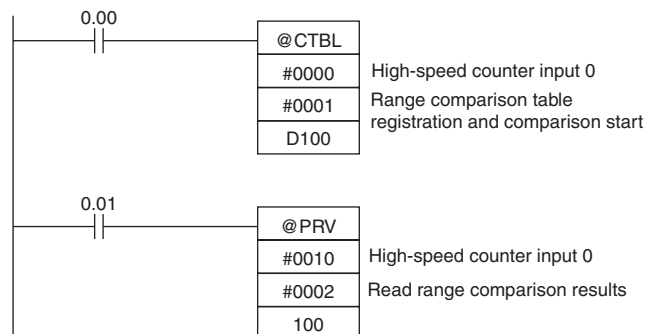 0.00
@CTBL
#0000 High-speed counter input 0
#0001 Range comparison table
registration and comparison start
D100
0.01
@PRV
#0010 High-speed counter input 0
#0002 Read range comparison results
100